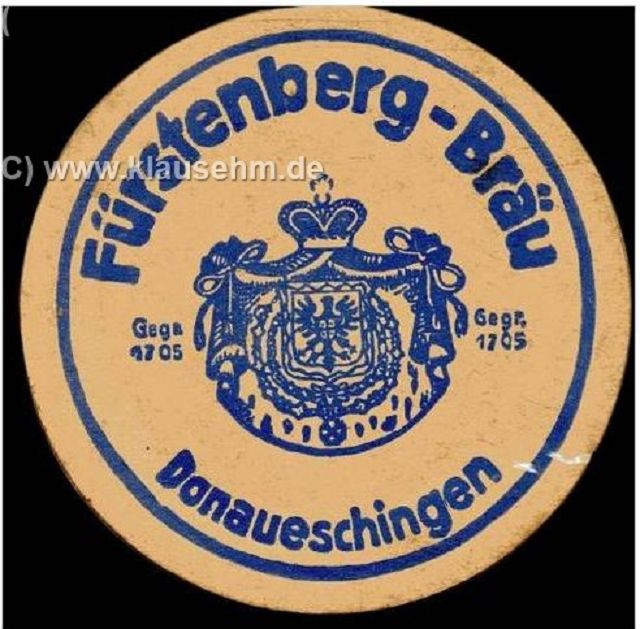 Fürstenberg-Bräu
(C) www.klausehm.de
Gegr. 1705
Gegr. 1705
Donaueschingen